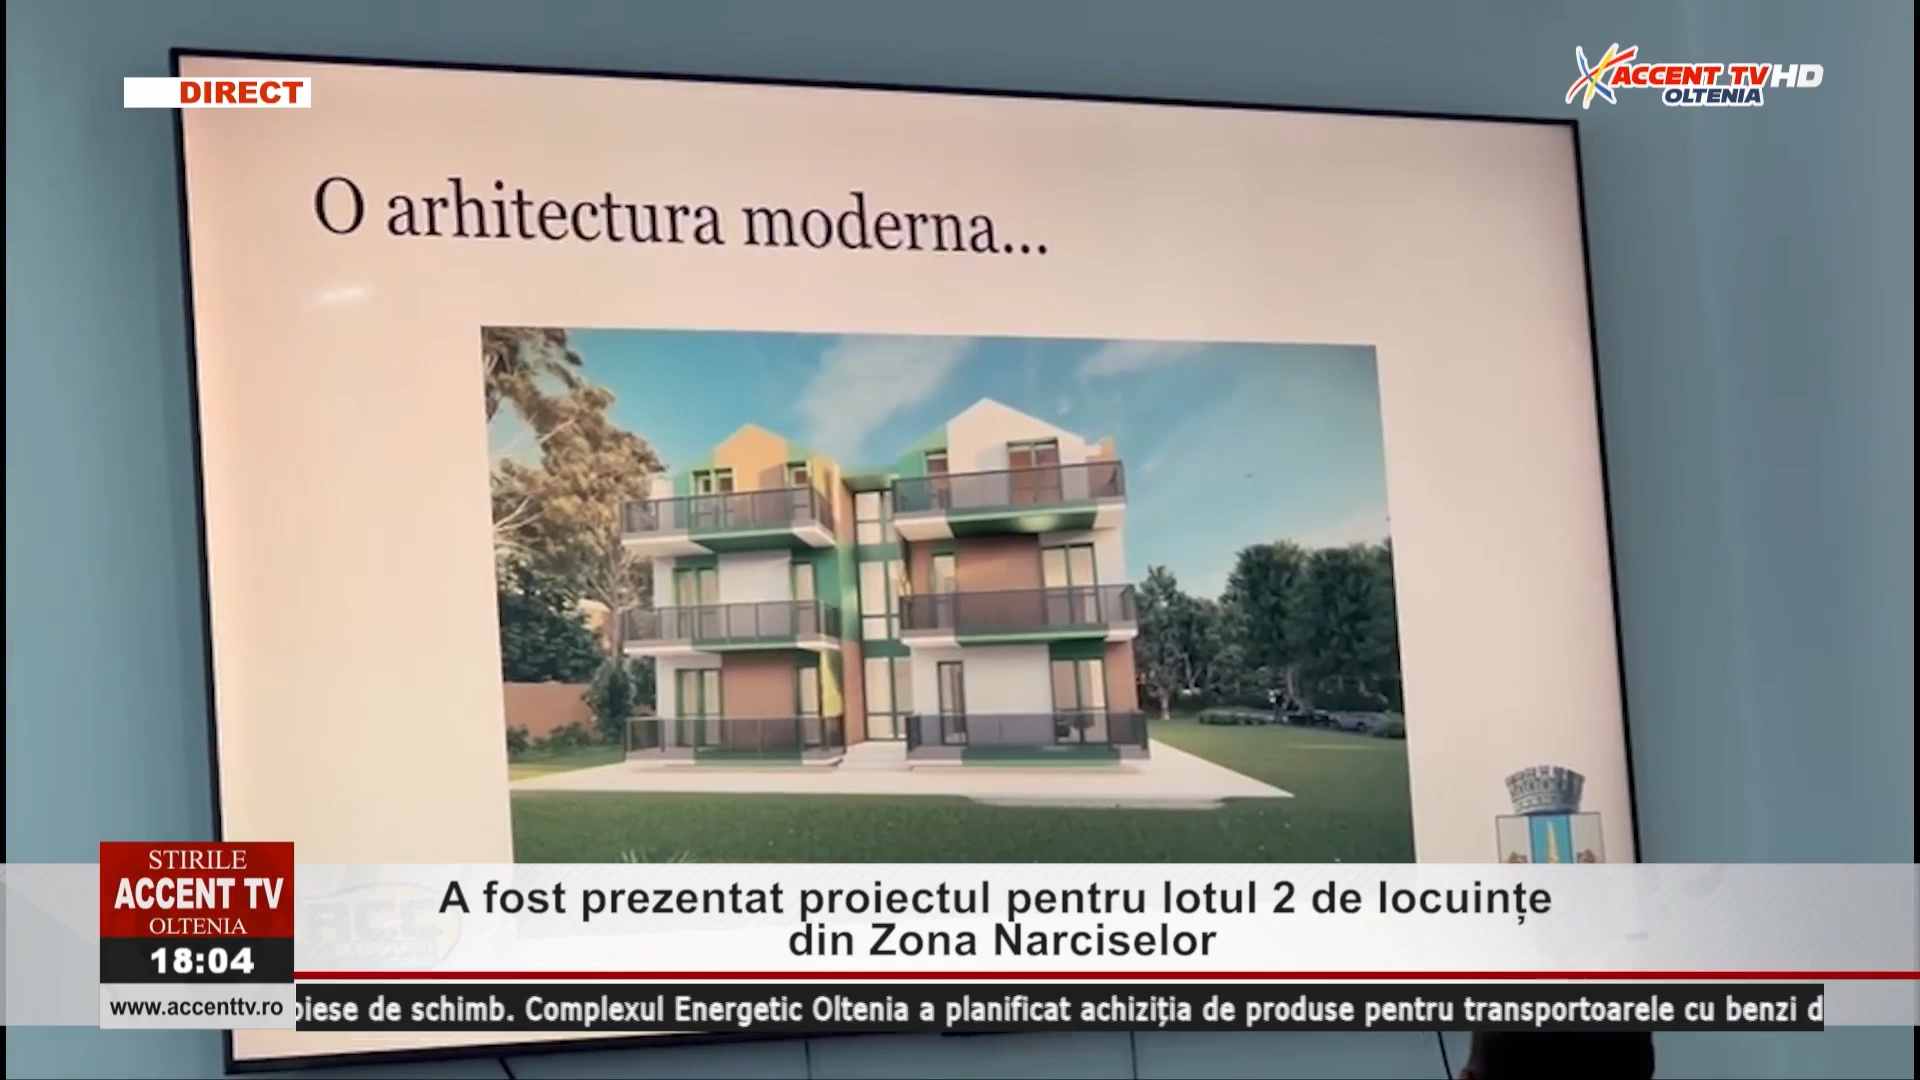 DIRECT
ACCENT TV HD
OLTENIA
O arhitectura moderna...
STIRILE
ACCENT TV
OLTENIA
18:04
www.accenttv.ro
A fost prezentat proiectul pentru lotul 2 de locuințe
din Zona Narciselor
piese de schimb. Complexul Energetic Oltenia a planificat achiziția de produse pentru transportoarele cu benzi d